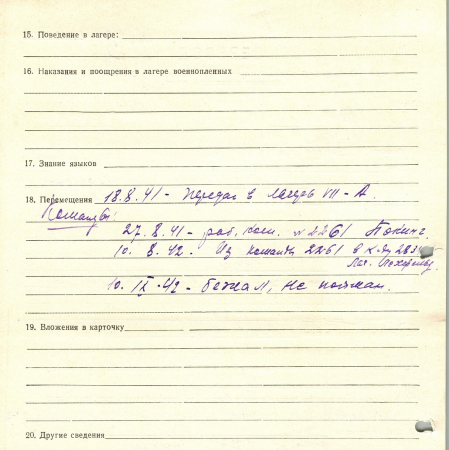 15. Поведение в лагере:
16. Наказания и поощрения в лагере военнопленных
17. Знание языков
18. Перемещения 18.8.41 - Передан в лагерь VII-А
Команды:
27.8.41 - раб. ком. № 2261 Покинг
10. 8. 42. Из команды 2261 в
10. IX. 42 - бежал, не пойман.
19. Вложения в карточку
20. Другие сведения